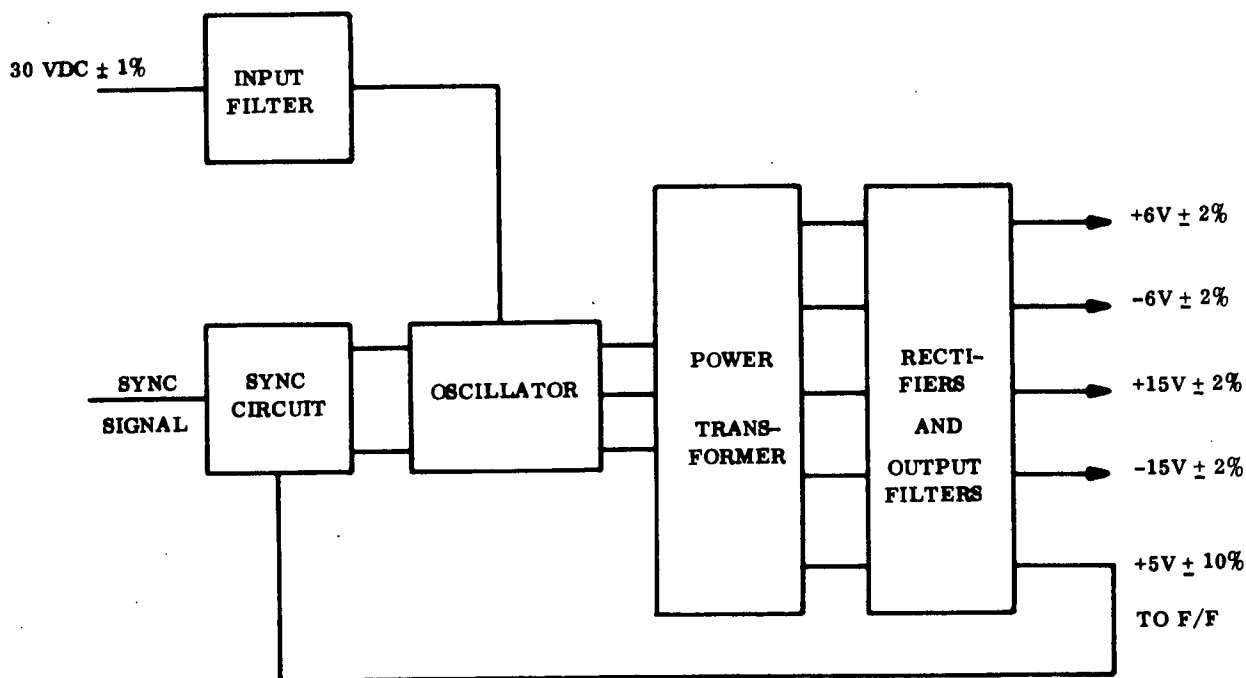 30 VDC ± 1%
INPUT
FILTER
+6V ± 2%
-6V ± 2%
SYNC
SIGNAL
SYNC
CIRCUIT
OSCILLATOR
POWER
TRANS-
FORMER
RECTI-
FIERS
AND
OUTPUT
FILTERS
+15V ± 2%
-15V ± 2%
+5V ± 10%
TO F/F